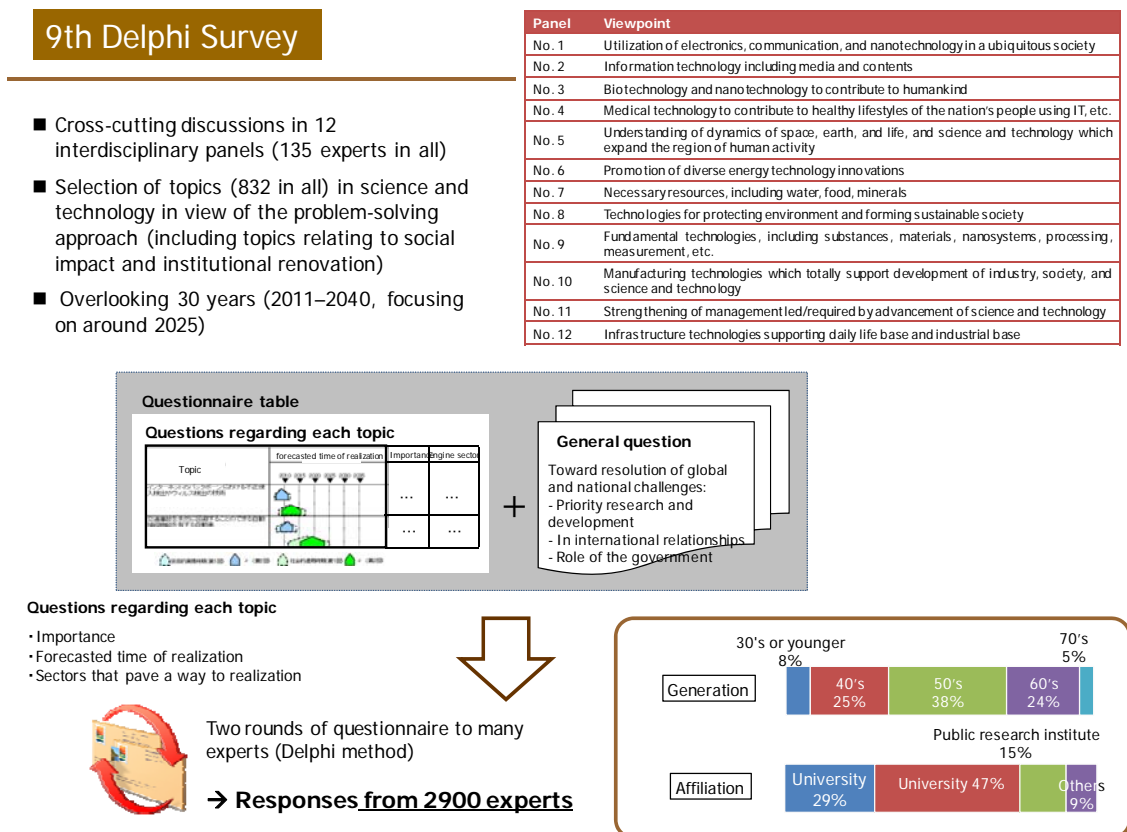 9th Delphi Survey
■ Cross-cutting discussions in 12
interdisciplinary panels (135 experts in all)
■ Selection of topics (832 in all) in science and
technology in view of the problem-solving
approach (including topics relating to social
impact and institutional renovation)
■ Overlooking 30 years (2011–2040, focusing
on around 2025)
Panel Viewpoint
No. 1 Utilization of electronics, communication, and nanotechnology in a ubiquitous society
No. 2 Information technology including media and contents
No. 3 Biotechnology and nanotechnology to contribute to humankind
No. 4 Medical technology to contribute to healthy lifestyles of the nation's people using IT, etc.
No. 5 Understanding of dynamics of space, earth, and life, and science and technology which
expand the region of human activity
No. 6 Promotion of diverse energy technology innovations
No. 7 Necessary resources, including water, food, minerals
No. 8 Technologies for protecting environment and forming sustainable society
No. 9 Fundamental technologies, including substances, materials, nanosystems, processing,
measurement, etc.
No. 10 Manufacturing technologies which totally support development of industry, society, and
science and technology
No. 11 Strengthening of management led/required by advancement of science and technology
No. 12 Infrastructure technologies supporting daily life base and industrial base
Questionnaire table
Questions regarding each topic
Topic forecasted time of realization Importanc Engine sector
... ...
... ...
+
General question
Toward resolution of global
and national challenges:
- Priority research and
development
- In international relationships
- Role of the government
Questions regarding each topic
・Importance
・Forecasted time of realization
・Sectors that pave a way to realization
Two rounds of questionnaire to many
experts (Delphi method)
→ Responses from 2900 experts
30's or younger
8%
70's
5%
Generation
40's
25%
50's
38%
60's
24%
Public research institute
15%
Affiliation
University
29%
University 47%
Others
9%